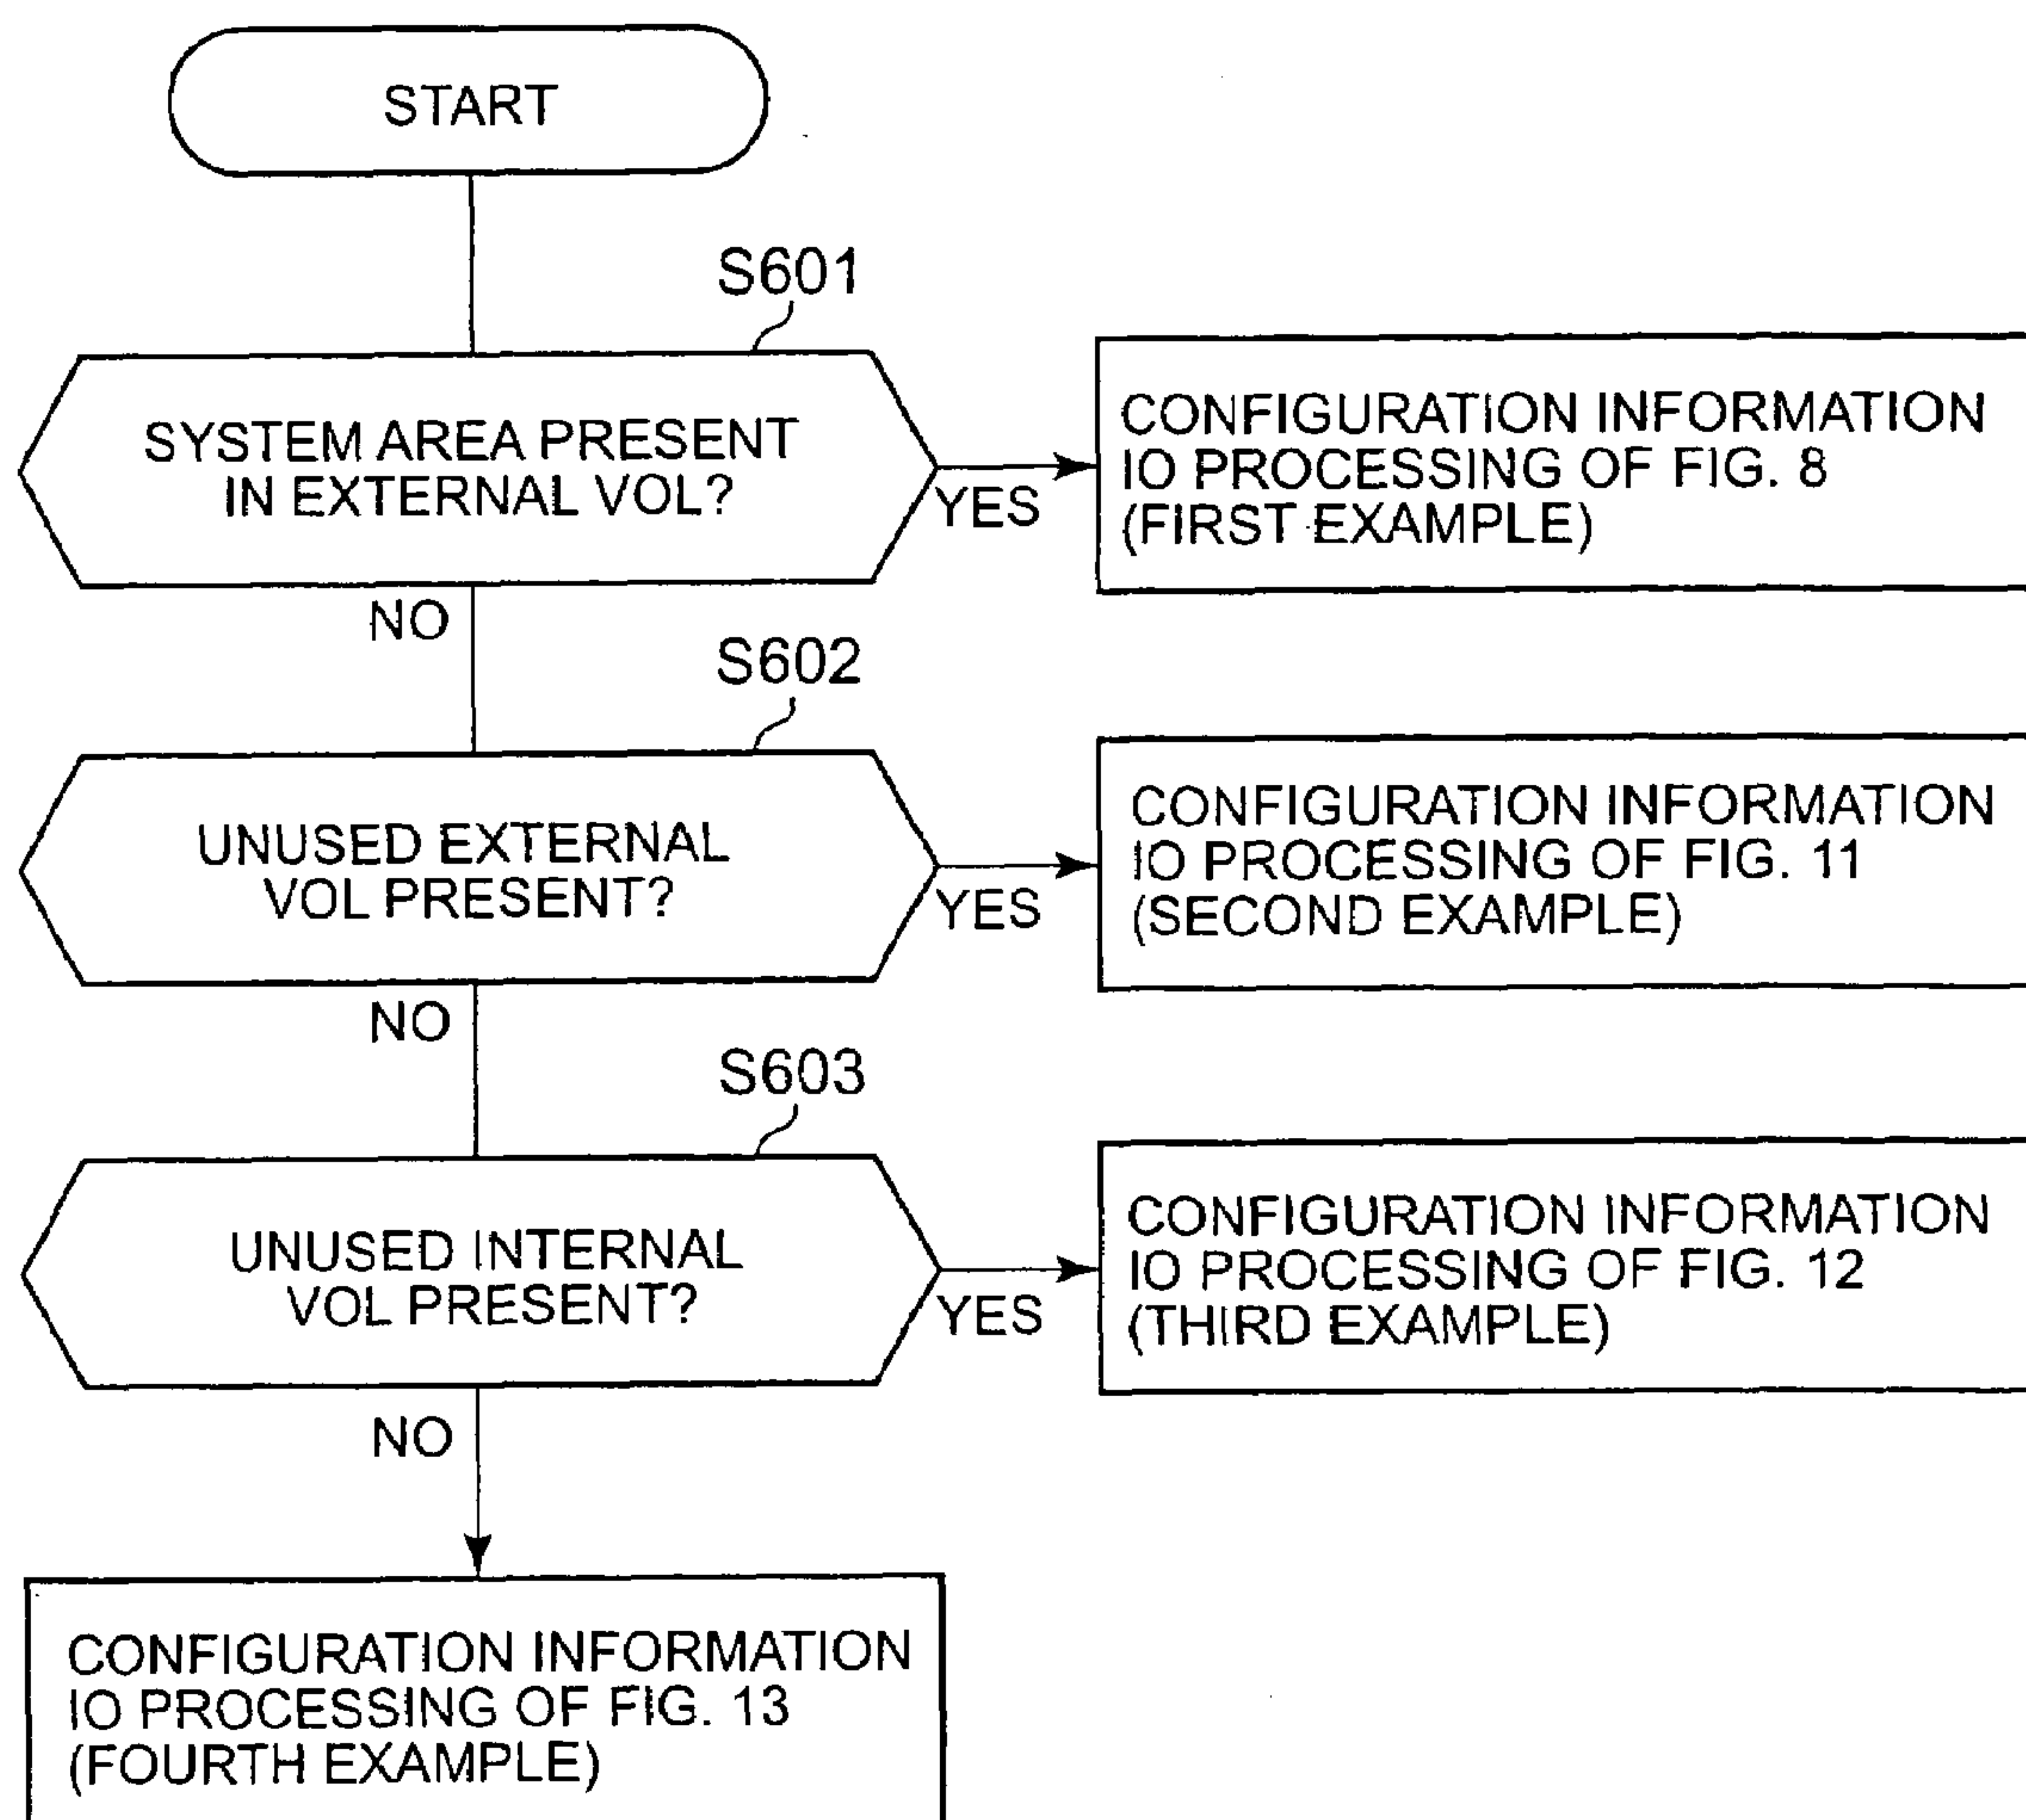 START
S601
SYSTEM AREA PRESENT
IN EXTERNAL VOL?
YES
CONFIGURATION INFORMATION
IO PROCESSING OF FIG. 8
(FIRST EXAMPLE)
NO
S602
UNUSED EXTERNAL
VOL PRESENT?
YES
CONFIGURATION INFORMATION
IO PROCESSING OF FIG. 11
(SECOND EXAMPLE)
NO
S603
UNUSED INTERNAL
VOL PRESENT?
YES
CONFIGURATION INFORMATION
IO PROCESSING OF FIG. 12
(THIRD EXAMPLE)
NO
CONFIGURATION INFORMATION
IO PROCESSING OF FIG. 13
(FOURTH EXAMPLE)